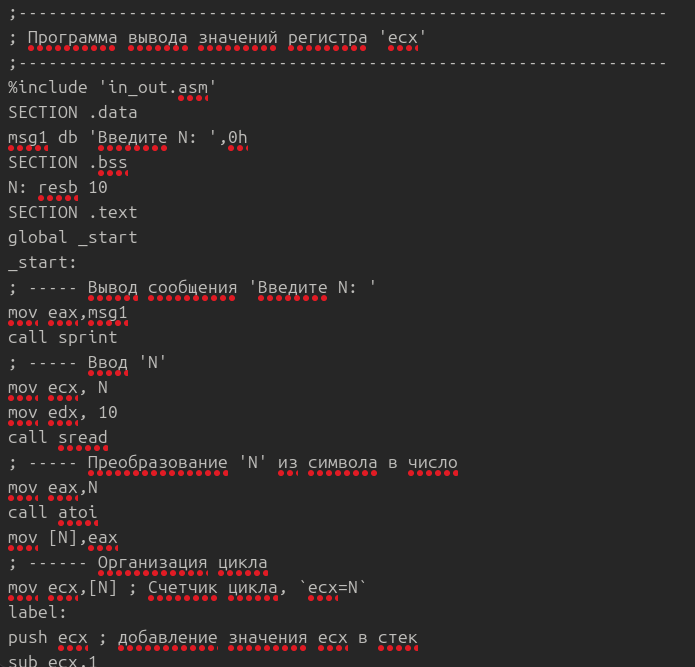 ;-----------------------------------------------------------------
; Программа вывода значений регистра 'ecx'
;-----------------------------------------------------------------
%include 'in_out.asm'
SECTION .data
msg1 db 'Введите N: ',0h
SECTION .bss
N: resb 10
SECTION .text
global _start
_start:
; ----- Вывод сообщения 'Введите N: '
mov eax,msg1
call sprint
; ----- Ввод 'N'
mov ecx, N
mov edx, 10
call sread
; ----- Преобразование 'N' из символа в число
mov eax,N
call atoi
mov [N],eax
; ------ Организация цикла
mov ecx,[N] ; Счетчик цикла, `ecx=N`
label:
push ecx ; добавление значения ecx в стек
sub ecx,1